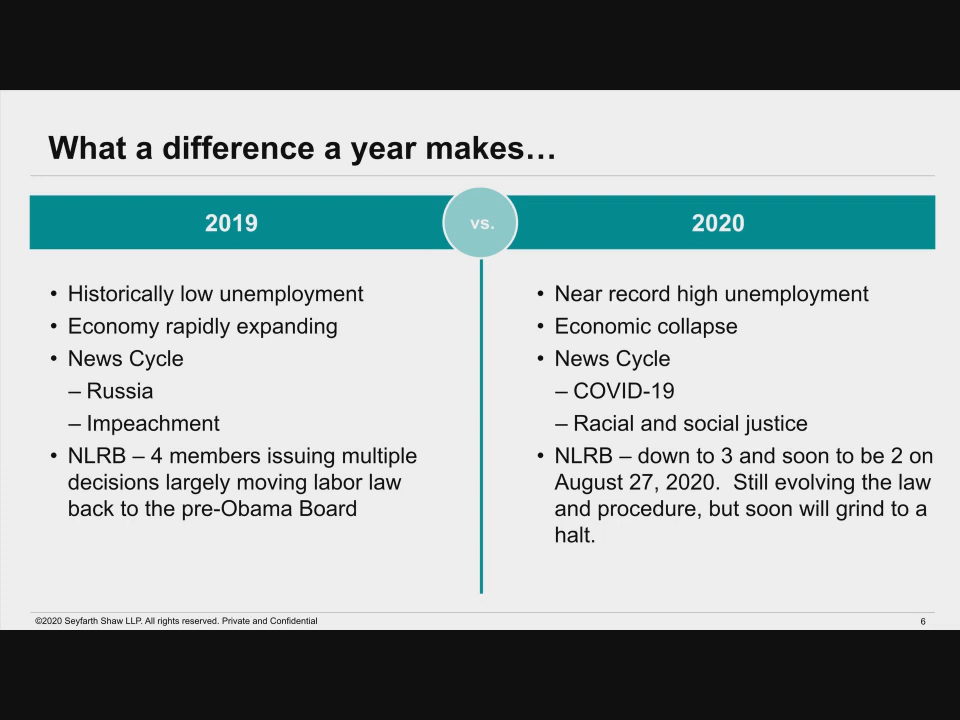 What a difference a year makes…
2019
vs.
2020
• Historically low unemployment
• Economy rapidly expanding
• News Cycle
– Russia
– Impeachment
• NLRB – 4 members issuing multiple
decisions largely moving labor law
back to the pre-Obama Board
• Near record high unemployment
• Economic collapse
• News Cycle
– COVID-19
– Racial and social justice
• NLRB – down to 3 and soon to be 2 on
August 27, 2020.  Still evolving the law
and procedure, but soon will grind to a
halt.
©2020 Seyfarth Shaw LLP. All rights reserved. Private and Confidential
6